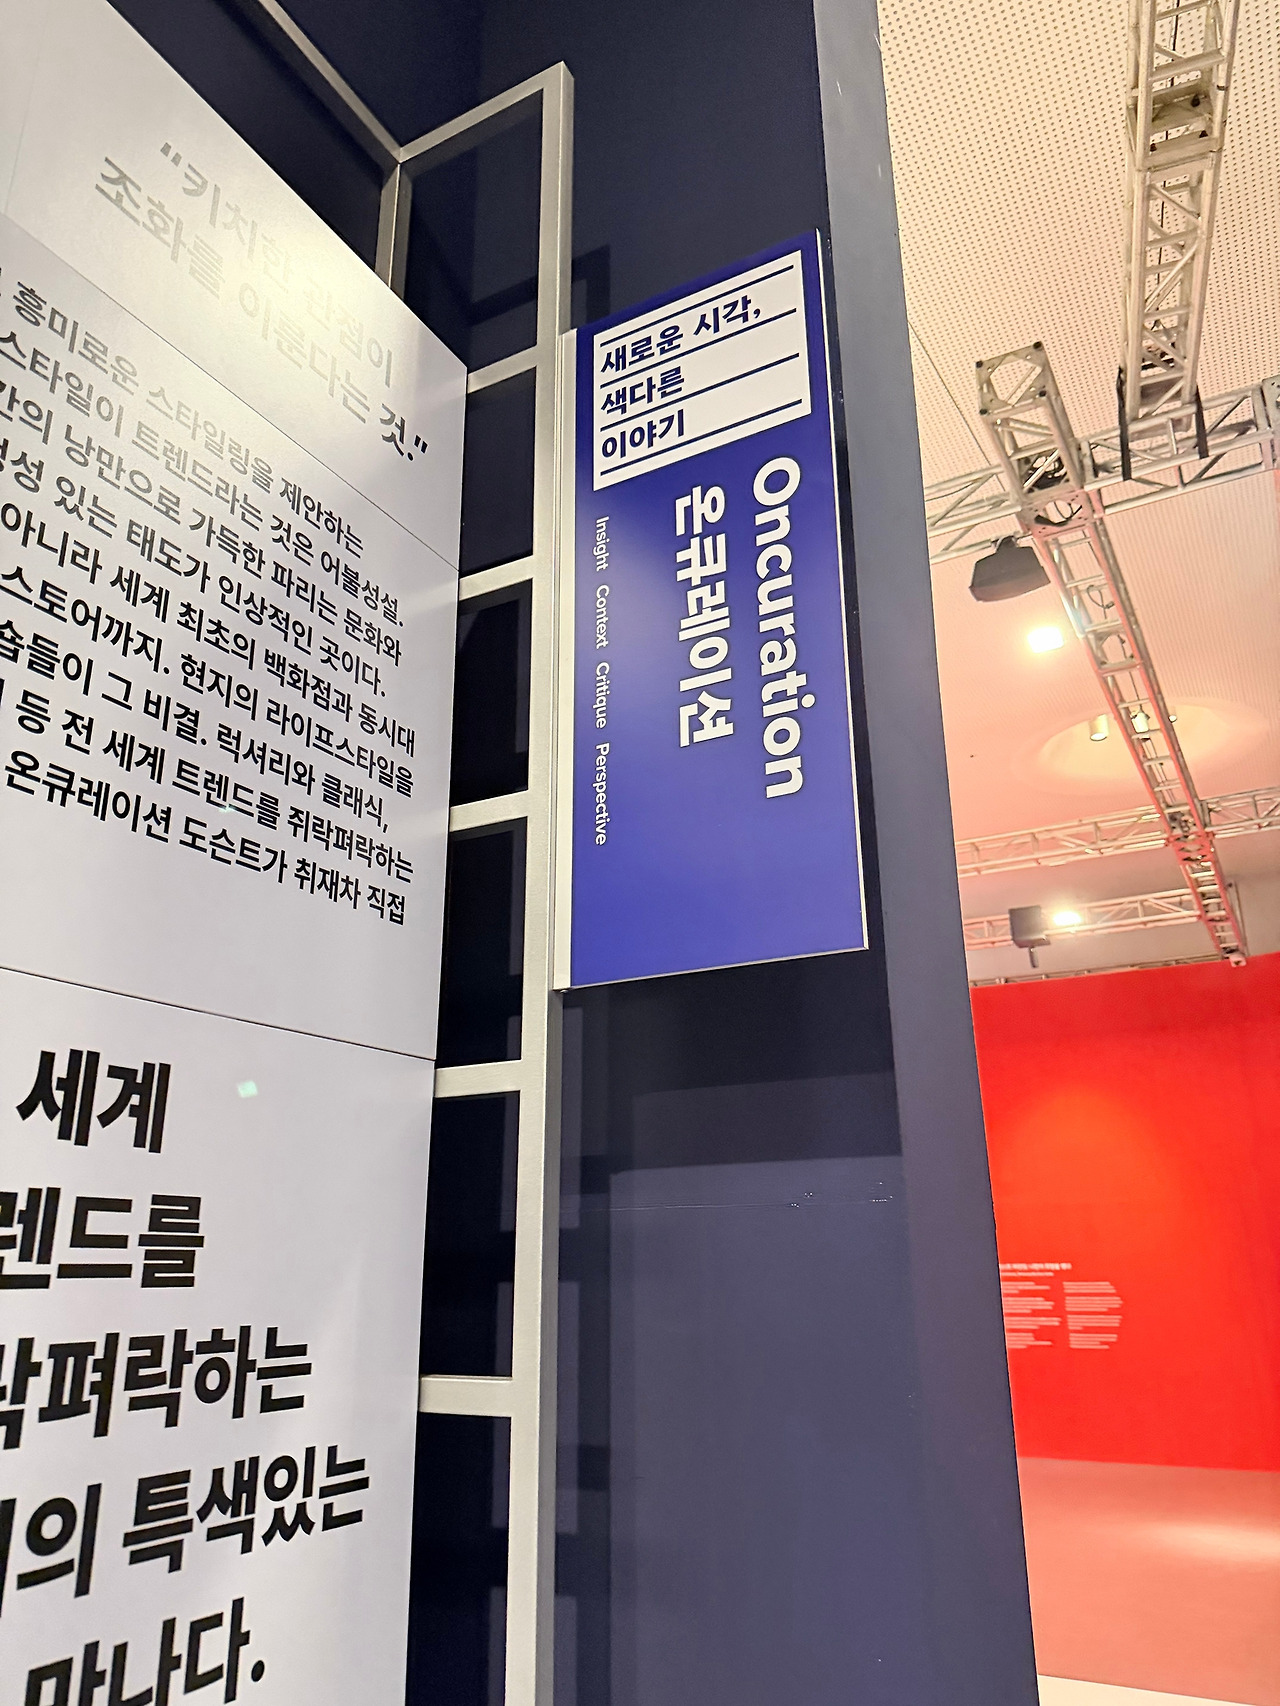 "키치한 관점이
조화를 이룬다는 것."
흥미로운 스타일링을 제안하는
스타일이 트렌드라는 것은 어불성설.
간의 낭만으로 가득한 파리는 문화와
있는 태도가 인상적인 곳이다.
아니라 세계 최초의 백화점과 동시대
스토어까지. 현지의 라이프스타일을
숍들이 그 비결. 럭셔리와 클래식,
등 전 세계 트렌드를 쥐락펴락하는
온큐레이션 도슨트가 취재차 직접
세계
렌드를
락펴락하는
의 특색있는
만나다.
새로운 시각,
색다른
이야기
Oncuration
온큐레이션
Insight Context Critique Perspective